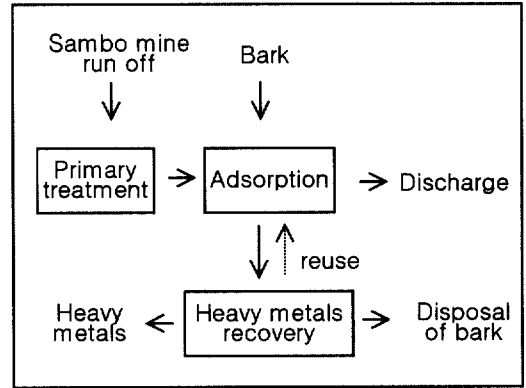 Sambo mine
run off
Bark
Primary
treatment
Adsorption
Discharge
reuse
Heavy
metals
Heavy metals
recovery
Disposal
of bark